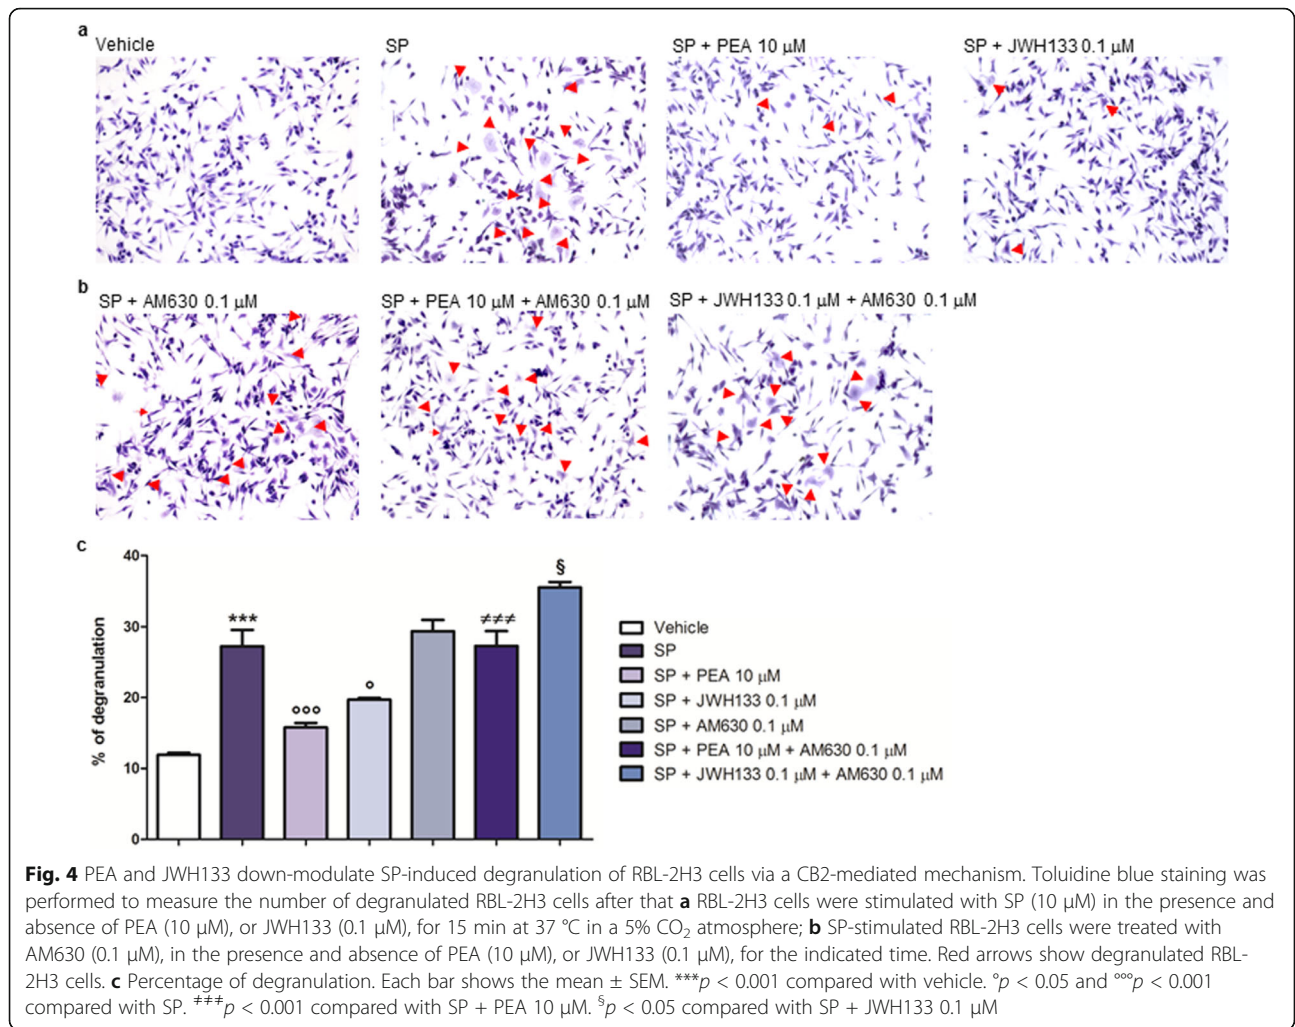 a
Vehicle
SP
SP + PEA 10 µM
SP + JWH133 0.1 µM
b
SP + AM630 0.1 µM
SP + PEA 10 µM + AM630 0.1 µM
SP + JWH133 0.1 µM + AM630 0.1 µM
c
% of degranulation
40
30
20
10
0
***
°°°
°
≠≠≠
§
Vehicle
SP
SP + PEA 10 µM
SP + JWH133 0.1 µM
SP + AM630 0.1 µM
SP + PEA 10 µM + AM630 0.1 µM
SP + JWH133 0.1 µM + AM630 0.1 µM
Fig. 4 PEA and JWH133 down-modulate SP-induced degranulation of RBL-2H3 cells via a CB2-mediated mechanism. Toluidine blue staining was
performed to measure the number of degranulated RBL-2H3 cells after that a RBL-2H3 cells were stimulated with SP (10 µM) in the presence and
absence of PEA (10 µM), or JWH133 (0.1 µM), for 15 min at 37 °C in a 5% CO₂ atmosphere; b SP-stimulated RBL-2H3 cells were treated with
AM630 (0.1 µM), in the presence and absence of PEA (10 µM), or JWH133 (0.1 µM), for the indicated time. Red arrows show degranulated RBL-
2H3 cells. c Percentage of degranulation. Each bar shows the mean ± SEM. ***p < 0.001 compared with vehicle. °p < 0.05 and °°°p < 0.001
compared with SP. ≠≠≠p < 0.001 compared with SP + PEA 10 µM. §p < 0.05 compared with SP + JWH133 0.1 µM